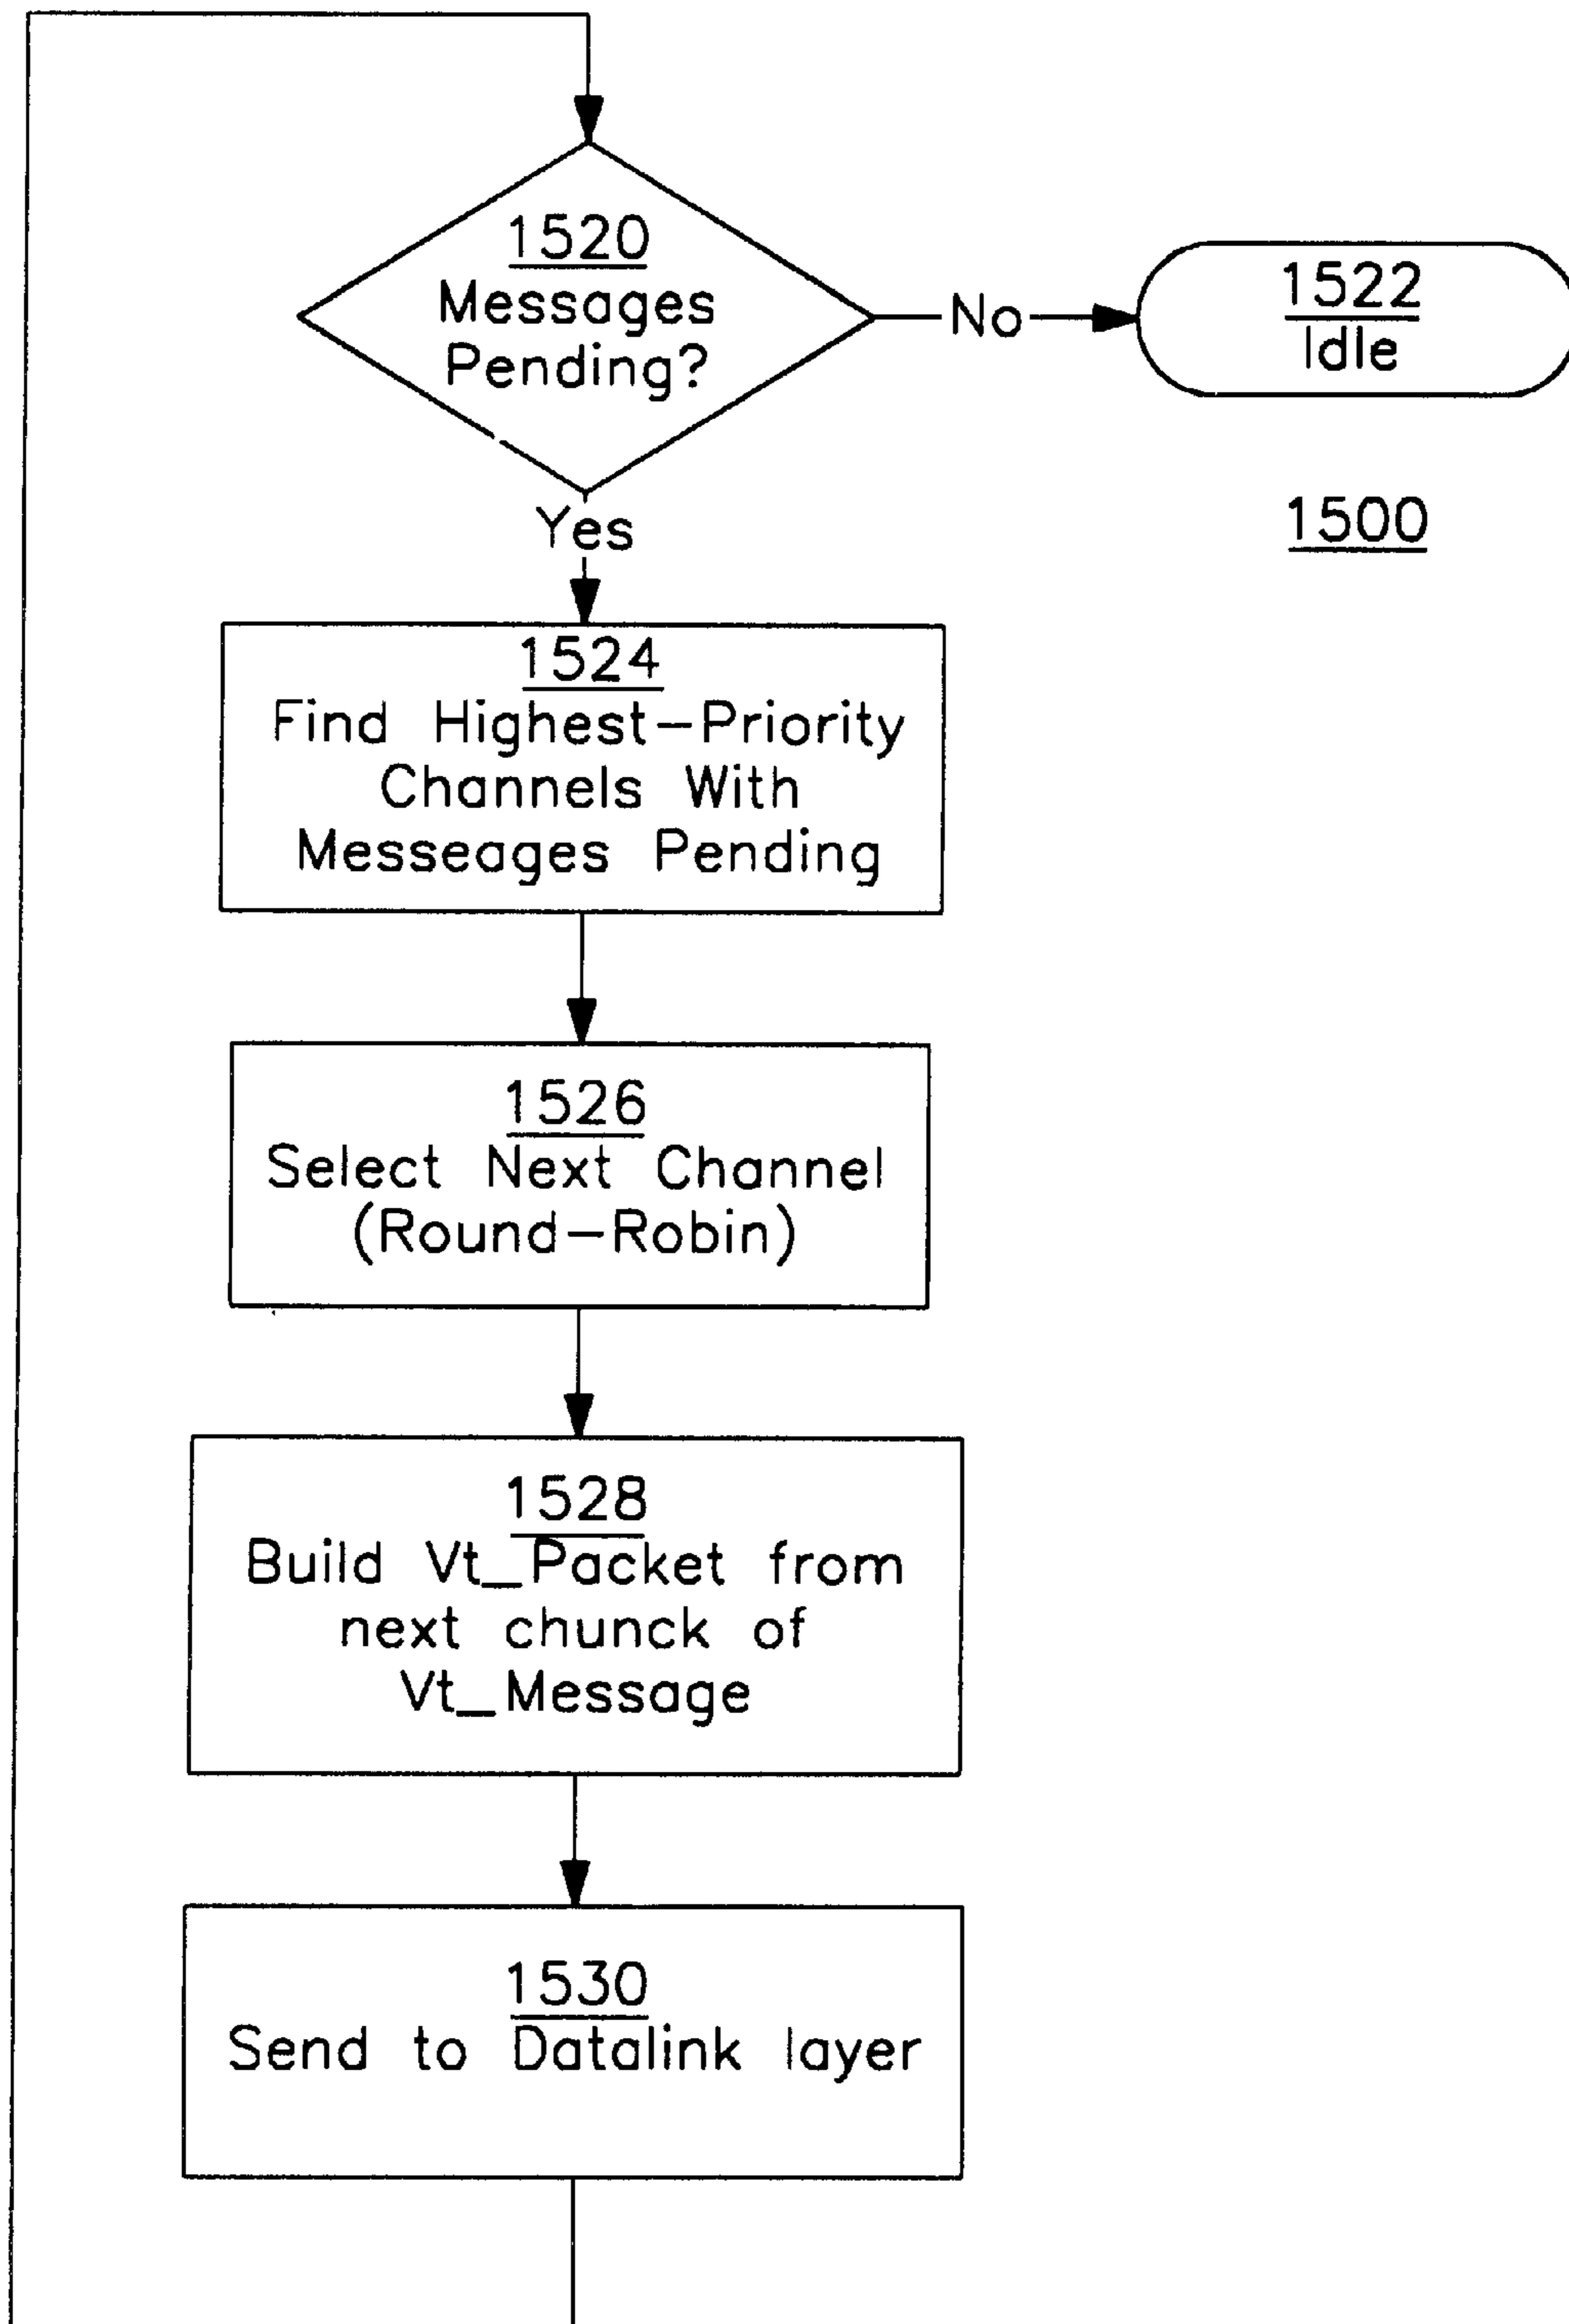 1520
Messages
Pending?
No
1522
Idle
Yes
1500
1524
Find Highest-Priority
Channels With
Messeages Pending
1526
Select Next Channel
(Round-Robin)
1528
Build Vt_Packet from
next chunck of
Vt_Message
1530
Send to Datalink layer